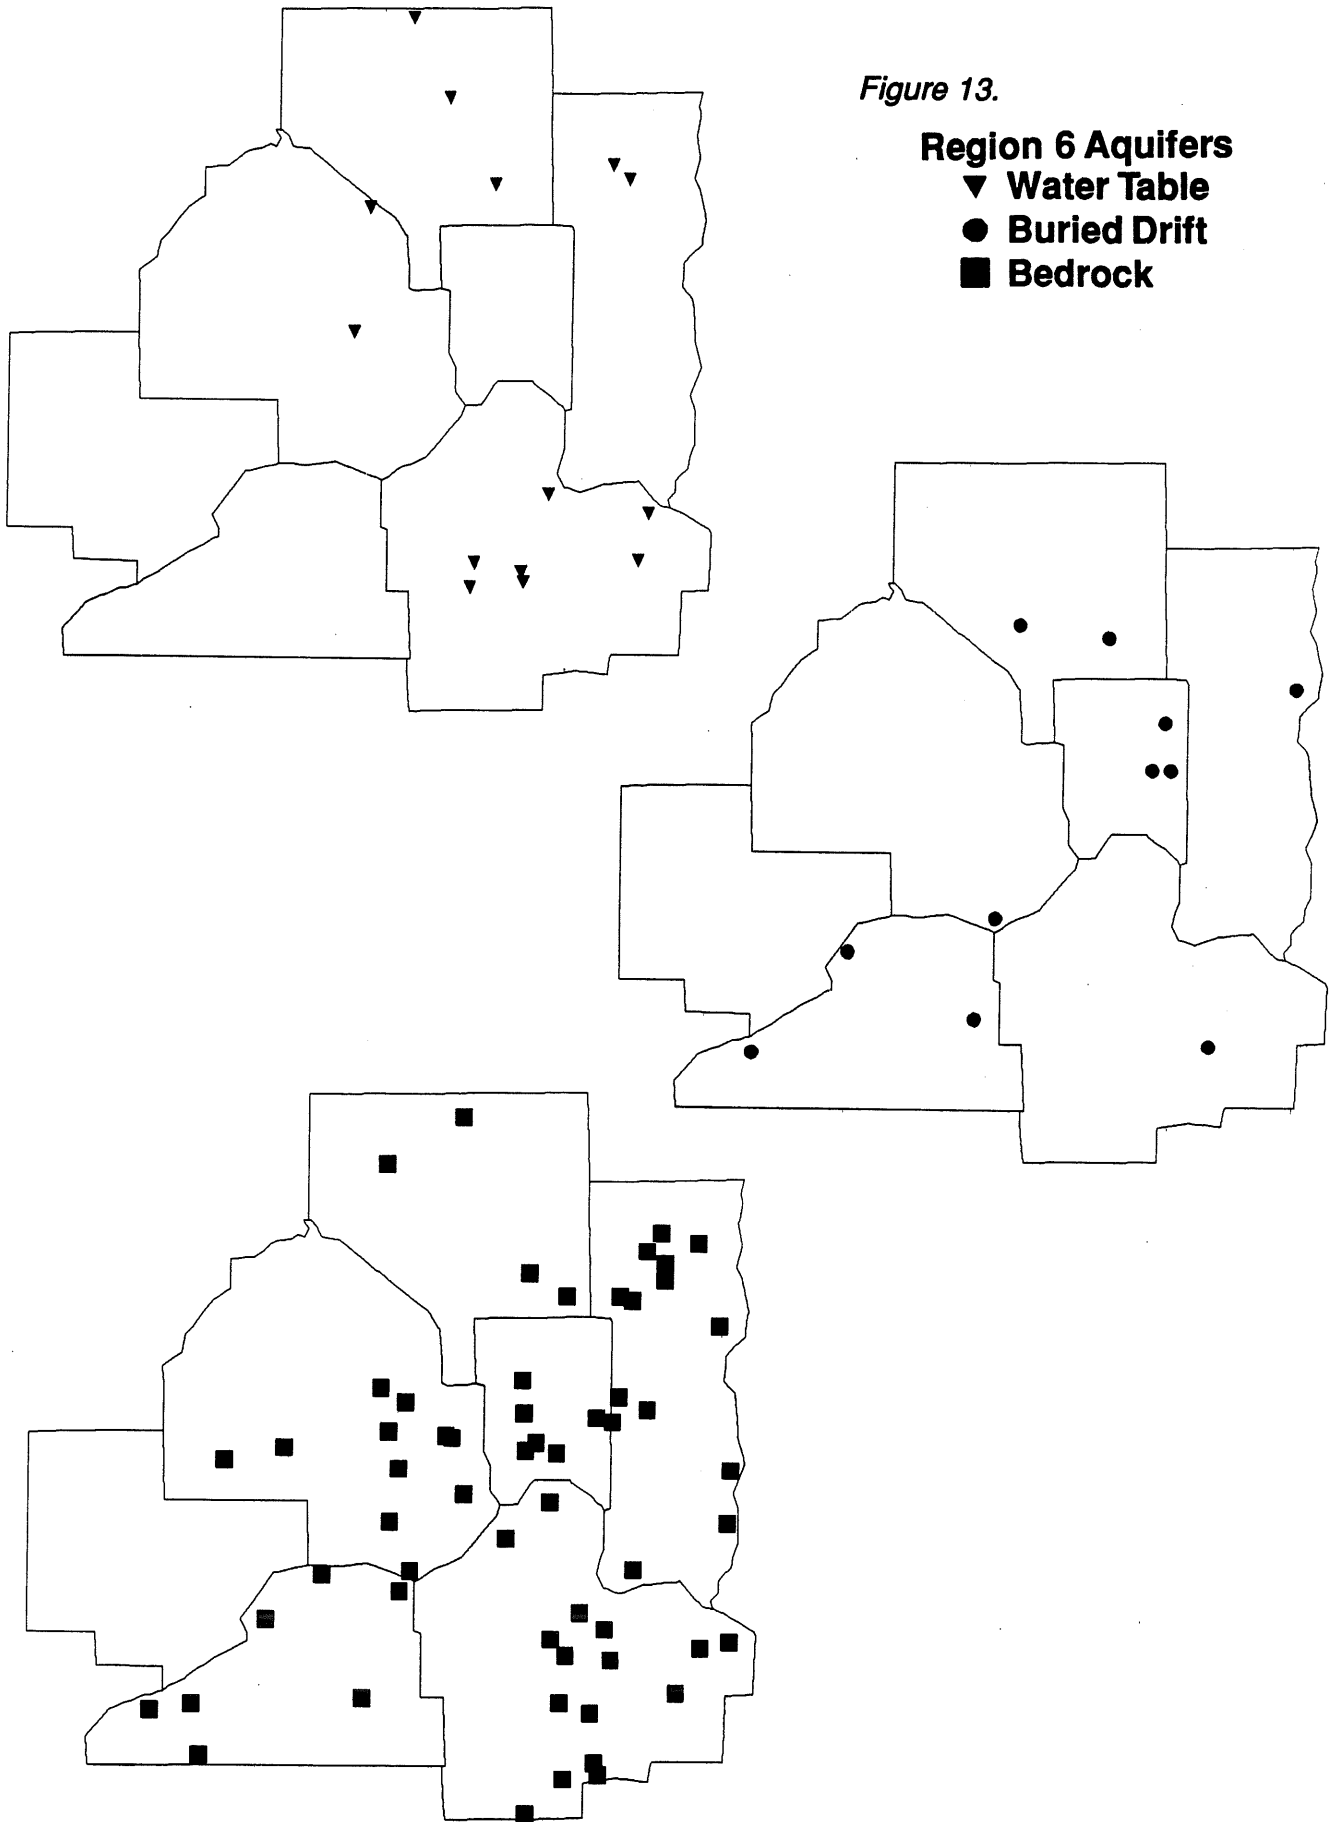 Figure 13.
Region 6 Aquifers
Water Table
Buried Drift
Bedrock